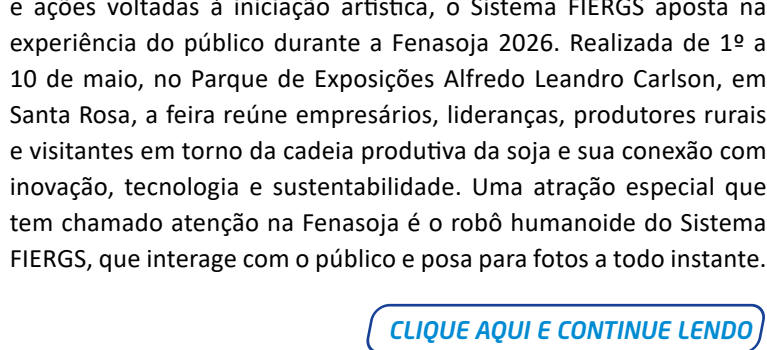 e ações voltadas à iniciação artística, o Sistema FIERGS aposta na
experiência do público durante a Fenasoja 2026. Realizada de 1º a
10 de maio, no Parque de Exposições Alfredo Leandro Carlson, em
Santa Rosa, a feira reúne empresários, lideranças, produtores rurais
e visitantes em torno da cadeia produtiva da soja e sua conexão com
inovação, tecnologia e sustentabilidade. Uma atração especial que
tem chamado atenção na Fenasoja é o robô humanoide do Sistema
FIERGS, que interage com o público e posa para fotos a todo instante.
CLIQUE AQUI E CONTINUE LENDO